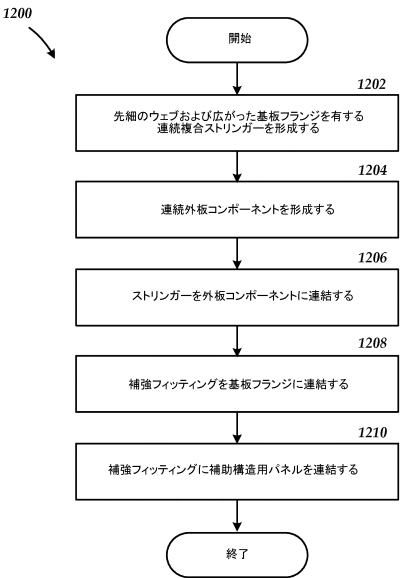 1200
開始
1202
先細のウェブおよび広がった基板フランジを有する
連続複合ストリンガーを形成する
1204
連続外板コンポーネントを形成する
1206
ストリンガーを外板コンポーネントに連結する
1208
補強フィッティングを基板フランジに連結する
1210
補強フィッティングに補助構造用パネルを連結する
終了